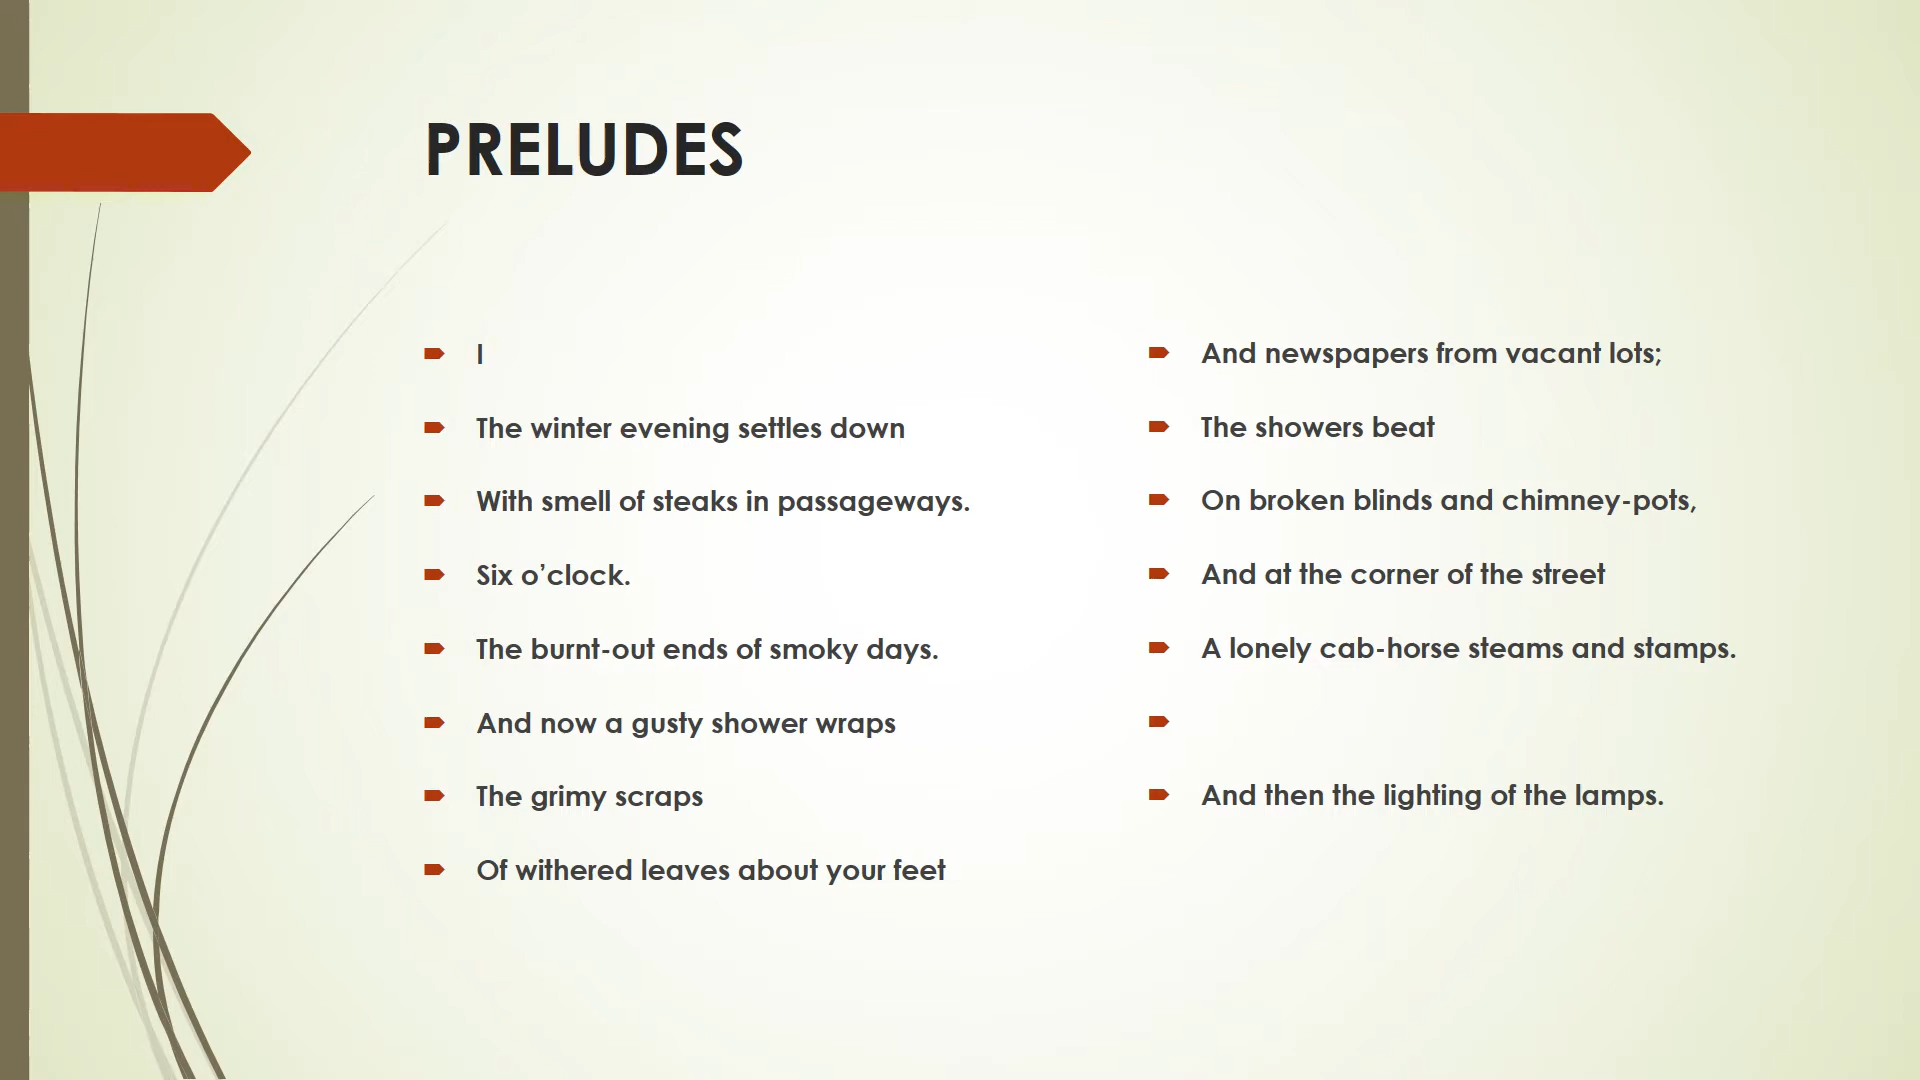 PRELUDES
I
The winter evening settles down
With smell of steaks in passageways.
Six o’clock.
The burnt-out ends of smoky days.
And now a gusty shower wraps
The grimy scraps
Of withered leaves about your feet
And newspapers from vacant lots;
The showers beat
On broken blinds and chimney-pots,
And at the corner of the street
A lonely cab-horse steams and stamps.
And then the lighting of the lamps.